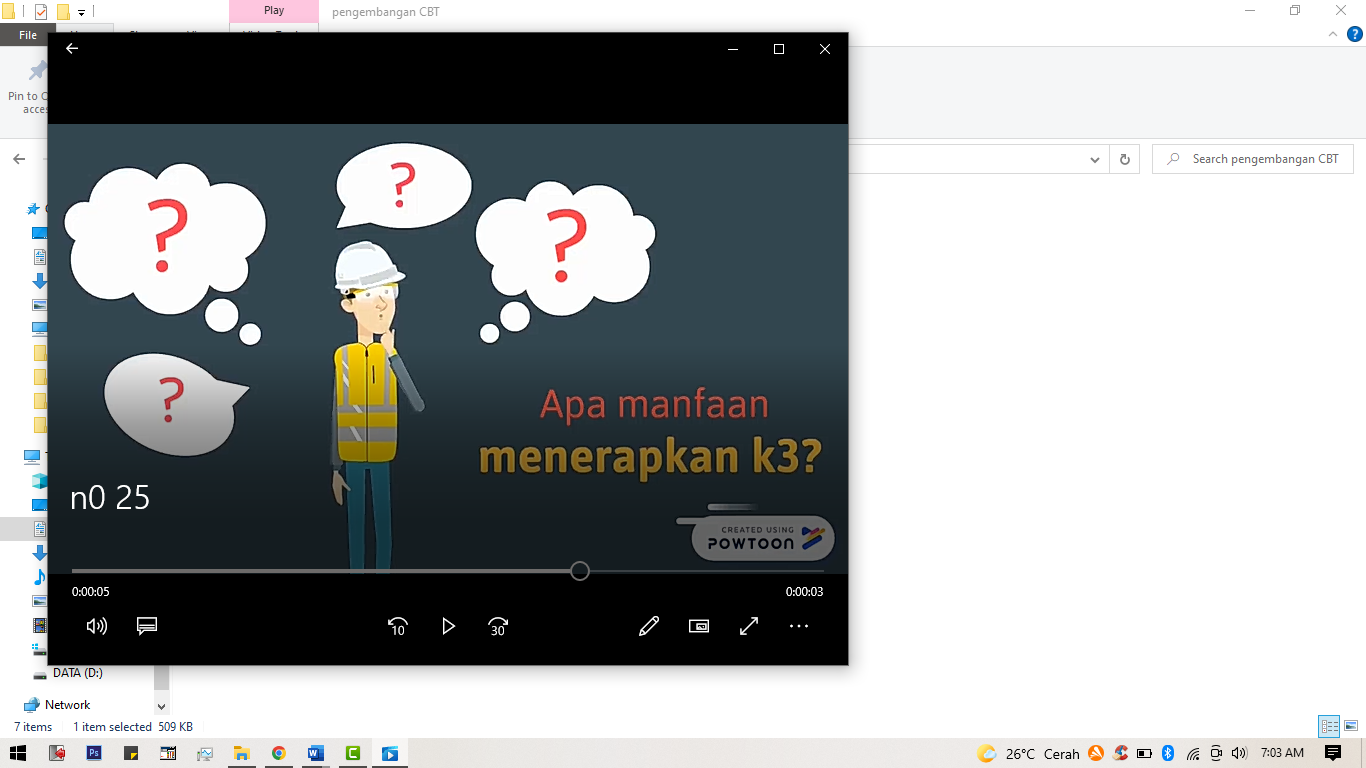 Play
pengembangan CBT
File
Pin to
acces
Search pengembangan CBT
?
?
?
?
Apa manfaan
menerapkan k3?
n0 25
CREATED USING
POWTOON
0:00:05
0:00:03
10
30
DATA (D:)
Network
7 items
1 item selected 509 KB
26°C Cerah
7:03 AM